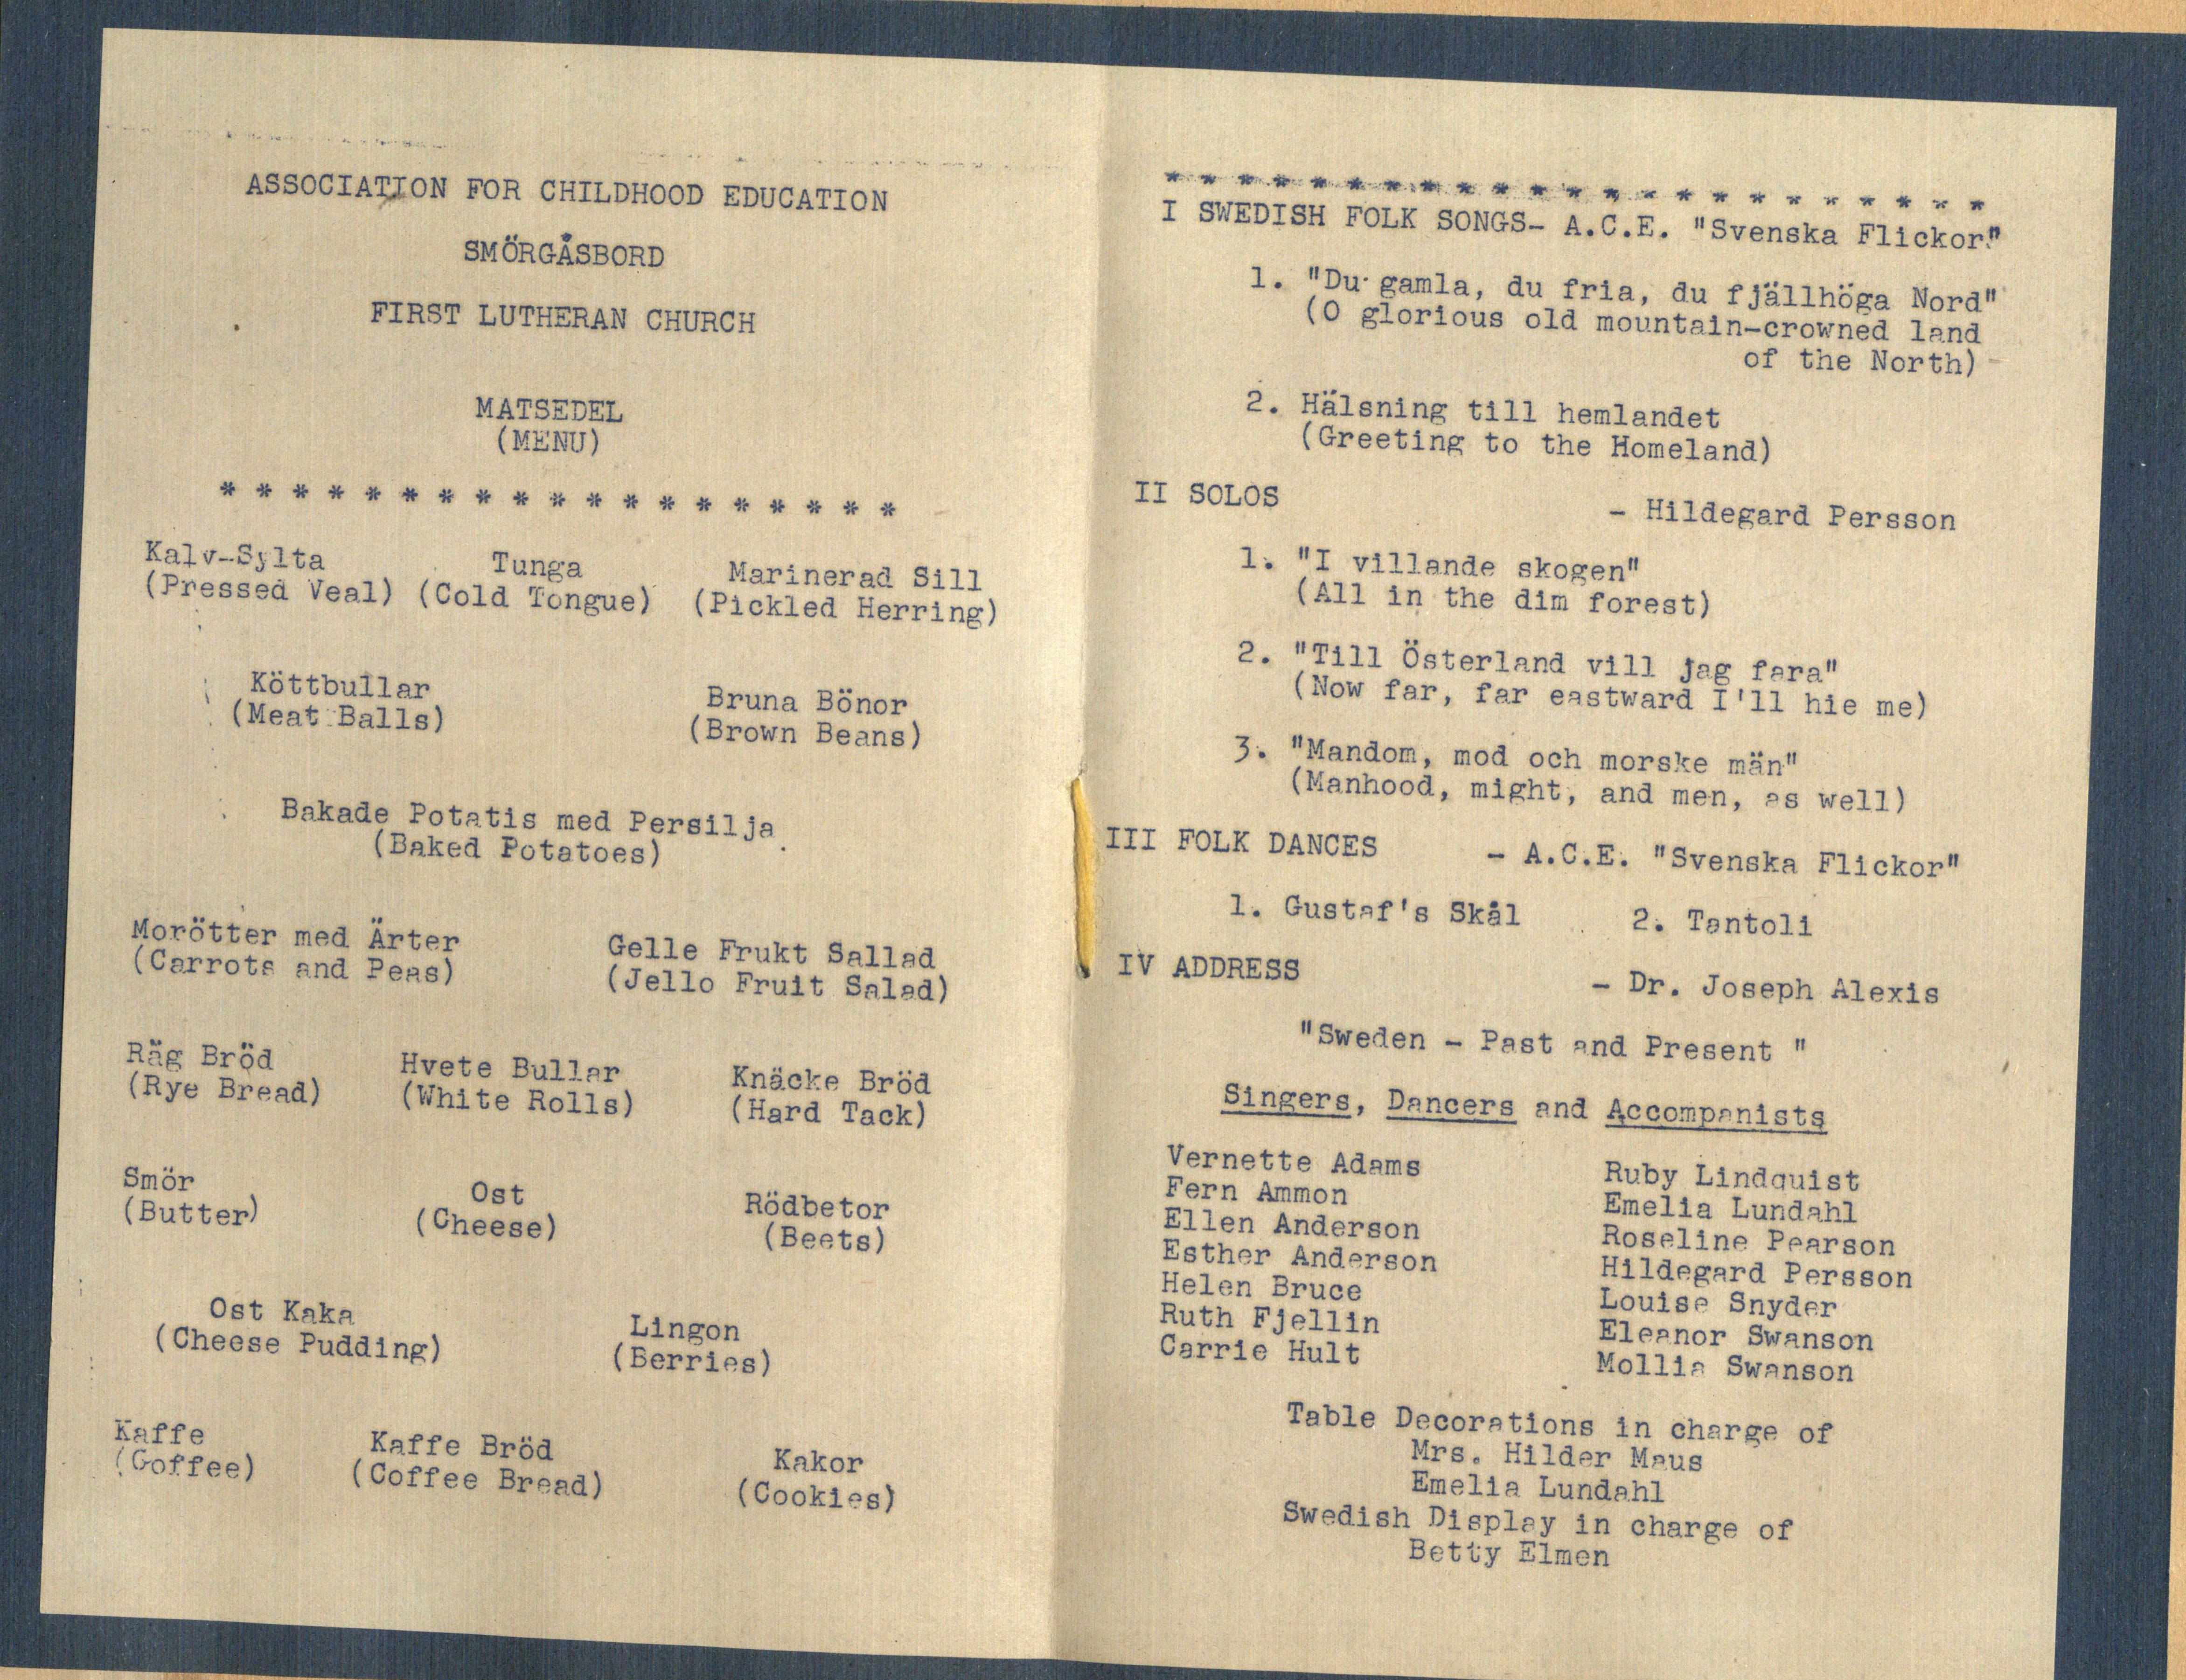 ASSOCIATION FOR CHILDHOOD EDUCATION
SMÖRGÅSBORD
FIRST LUTHERAN CHURCH
MATSEDEL
(MENU)
* * * * * * * * * * * * * * * * * * *
Kalv-Sylta Tunga Marinerad Sill
(Pressed Veal) (Cold Tongue) (Pickled Herring)
Köttbullar Bruna Bönor
(Meat Balls) (Brown Beans)
Bakade Potatis med Persilja
(Baked Potatoes)
Morötter med Ärter Gelle Frukt Sallad
(Carrots and Peas) (Jello Fruit Salad)
Råg Bröd Hvete Bullar Knäcke Bröd
(Rye Bread) (White Rolls) (Hard Tack)
Smör Ost Rödbetor
(Butter) (Cheese) (Beets)
Ost Kaka Lingon
(Cheese Pudding) (Berries)
Kaffe Kaffe Bröd Kakor
(Goffee) (Coffee Bread) (Cookies)
* * * * * * * * * * * * * * * * * * * * * * *
I SWEDISH FOLK SONGS- A.C.E. "Svenska Flickor"
1. "Du gamla, du fria, du fjällhöga Nord"
(O glorious old mountain-crowned land
of the North)
2. Hälsning till hemlandet
(Greeting to the Homeland)
II SOLOS - Hildegard Persson
1. "I villande skogen"
(All in the dim forest)
2. "Till Österland vill jag fara"
(Now far, far eastward I'll hie me)
3. "Mandom, mod och morske män"
(Manhood, might, and men, as well)
III FOLK DANCES - A.C.E. "Svenska Flickor"
1. Gustaf's Skål 2. Tantoli
IV ADDRESS - Dr. Joseph Alexis
"Sweden - Past and Present "
Singers, Dancers and Accompanists
Vernette Adams Ruby Lindquist
Fern Ammon Emelia Lundahl
Ellen Anderson Roseline Pearson
Esther Anderson Hildegard Persson
Helen Bruce Louise Snyder
Ruth Fjellin Eleanor Swanson
Carrie Hult Mollie Swanson
Table Decorations in charge of
Mrs. Hilder Maus
Emelia Lundahl
Swedish Display in charge of
Betty Elmen